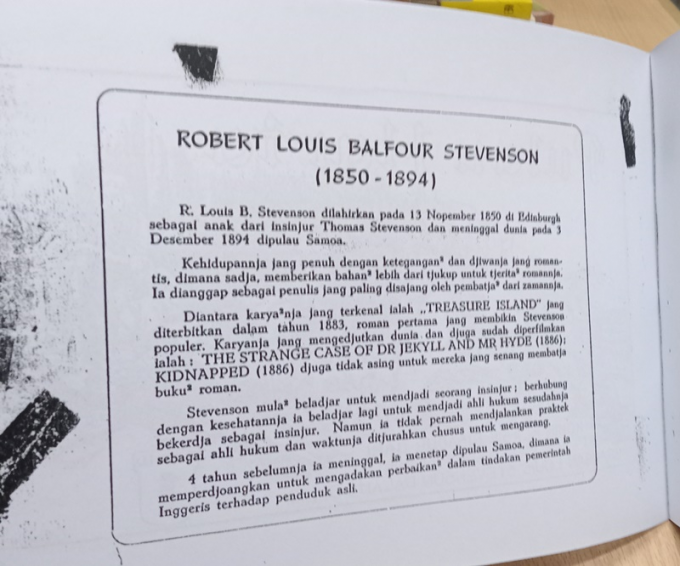 ROBERT LOUIS BALFOUR STEVENSON
(1850 - 1894)
R. Louis B. Stevenson dilahirkan pada 13 Nopember 1850 di Edinburgh
sebagai anak dari insinjur Thomas Stevenson dan meninggal dunia pada 3
Desember 1894 dipulau Samoa.
Kehidupannja jang penuh dengan ketegangan² dan djiwanja jang roman-
tis, dimana sadja, memberikan bahan² lebih dari tjukup untuk tjerita² romannja.
Ia dianggap sebagai penulis jang paling disajang oleh pembatja² dari zamannja.
Diantara karya²nja jang terkenal ialah „TREASURE ISLAND" jang
diterbitkan dalam tahun 1883, roman pertama jang membikin Stevenson
populer. Karyanja jang mengedjutkan dunia dan djuga sudah diperfilmkan
ialah : THE STRANGE CASE OF DR JEKYLL AND MR HYDE (1886);
KIDNAPPED (1886) djuga tidak asing untuk mereka jang senang membatja
buku² roman.
Stevenson mula² beladjar untuk mendjadi seorang insinjur ; berhubung
dengan kesehatannja ia beladjar lagi untuk mendjadi ahli hukum sesudahnja
bekerdja sebagai insinjur. Namun ia tidak pernah mendjalankan praktek
sebagai ahli hukum dan waktunja ditjurahkan chusus untuk mengarang.
4 tahun sebelumnja ia meninggal, ia menetap dipulau Samoa, dimana ia
memperdjoangkan untuk mengadakan perbaikan² dalam tindakan pemerintah
Inggeris terhadap penduduk asli.